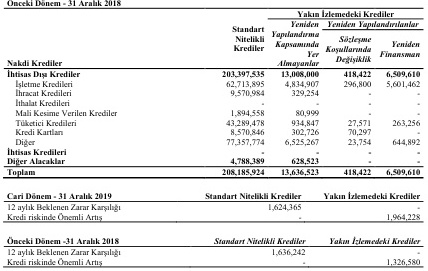 Önceki Dönem - 31 Aralık 2018
Yakın İzlemedeki Krediler
Standart Nitelikli Krediler
Yeniden Yapılandırma Kapsamında Yer Almayanlar
Yeniden Yapılandırılanlar
Sözleşme Koşullarında Değişiklik
Yeniden Finansman
Nakdi Krediler
İhtisas Dışı Krediler 203,397,535 13,008,000 418,422 6,509,610
İşletme Kredileri 62,713,895 4,834,907 296,800 5,601,462
İhracat Kredileri 9,570,984 329,254 - -
İthalat Kredileri - - - -
Mali Kesime Verilen Krediler 1,894,558 80,999 - -
Tüketici Kredileri 43,289,478 934,847 27,571 263,256
Kredi Kartları 8,570,846 302,726 70,297 -
Diğer 77,357,774 6,525,267 23,754 644,892
İhtisas Kredileri - - - -
Diğer Alacaklar 4,788,389 628,523 - -
Toplam 208,185,924 13,636,523 418,422 6,509,610
Cari Dönem - 31 Aralık 2019 Standart Nitelikli Krediler Yakın İzlemedeki Krediler
12 aylık Beklenen Zarar Karşılığı 1,624,365 -
Kredi riskinde Önemli Artış - 1,964,228
Önceki Dönem -31 Aralık 2018 Standart Nitelikli Krediler Yakın İzlemedeki Krediler
12 aylık Beklenen Zarar Karşılığı 1,636,242 -
Kredi riskinde Önemli Artış - 1,326,580